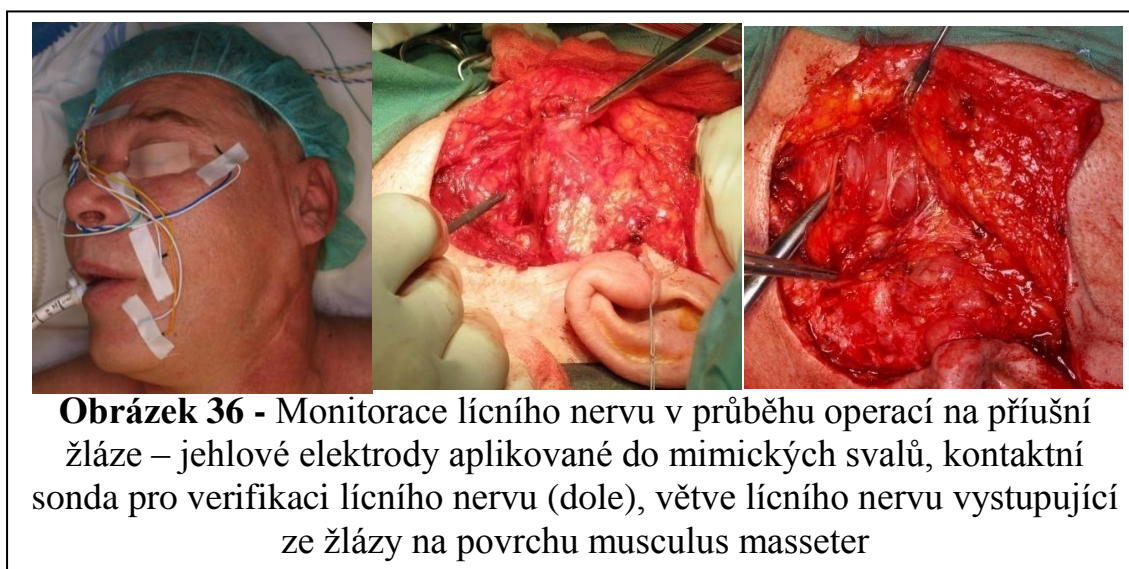 Obrázek 36 - Monitorace lícního nervu v průběhu operací na příušní
žláze – jehlové elektrody aplikované do mimických svalů, kontaktní
sonda pro verifikaci lícního nervu (dole), větve lícního nervu vystupující
ze žlázy na povrchu musculus masseter